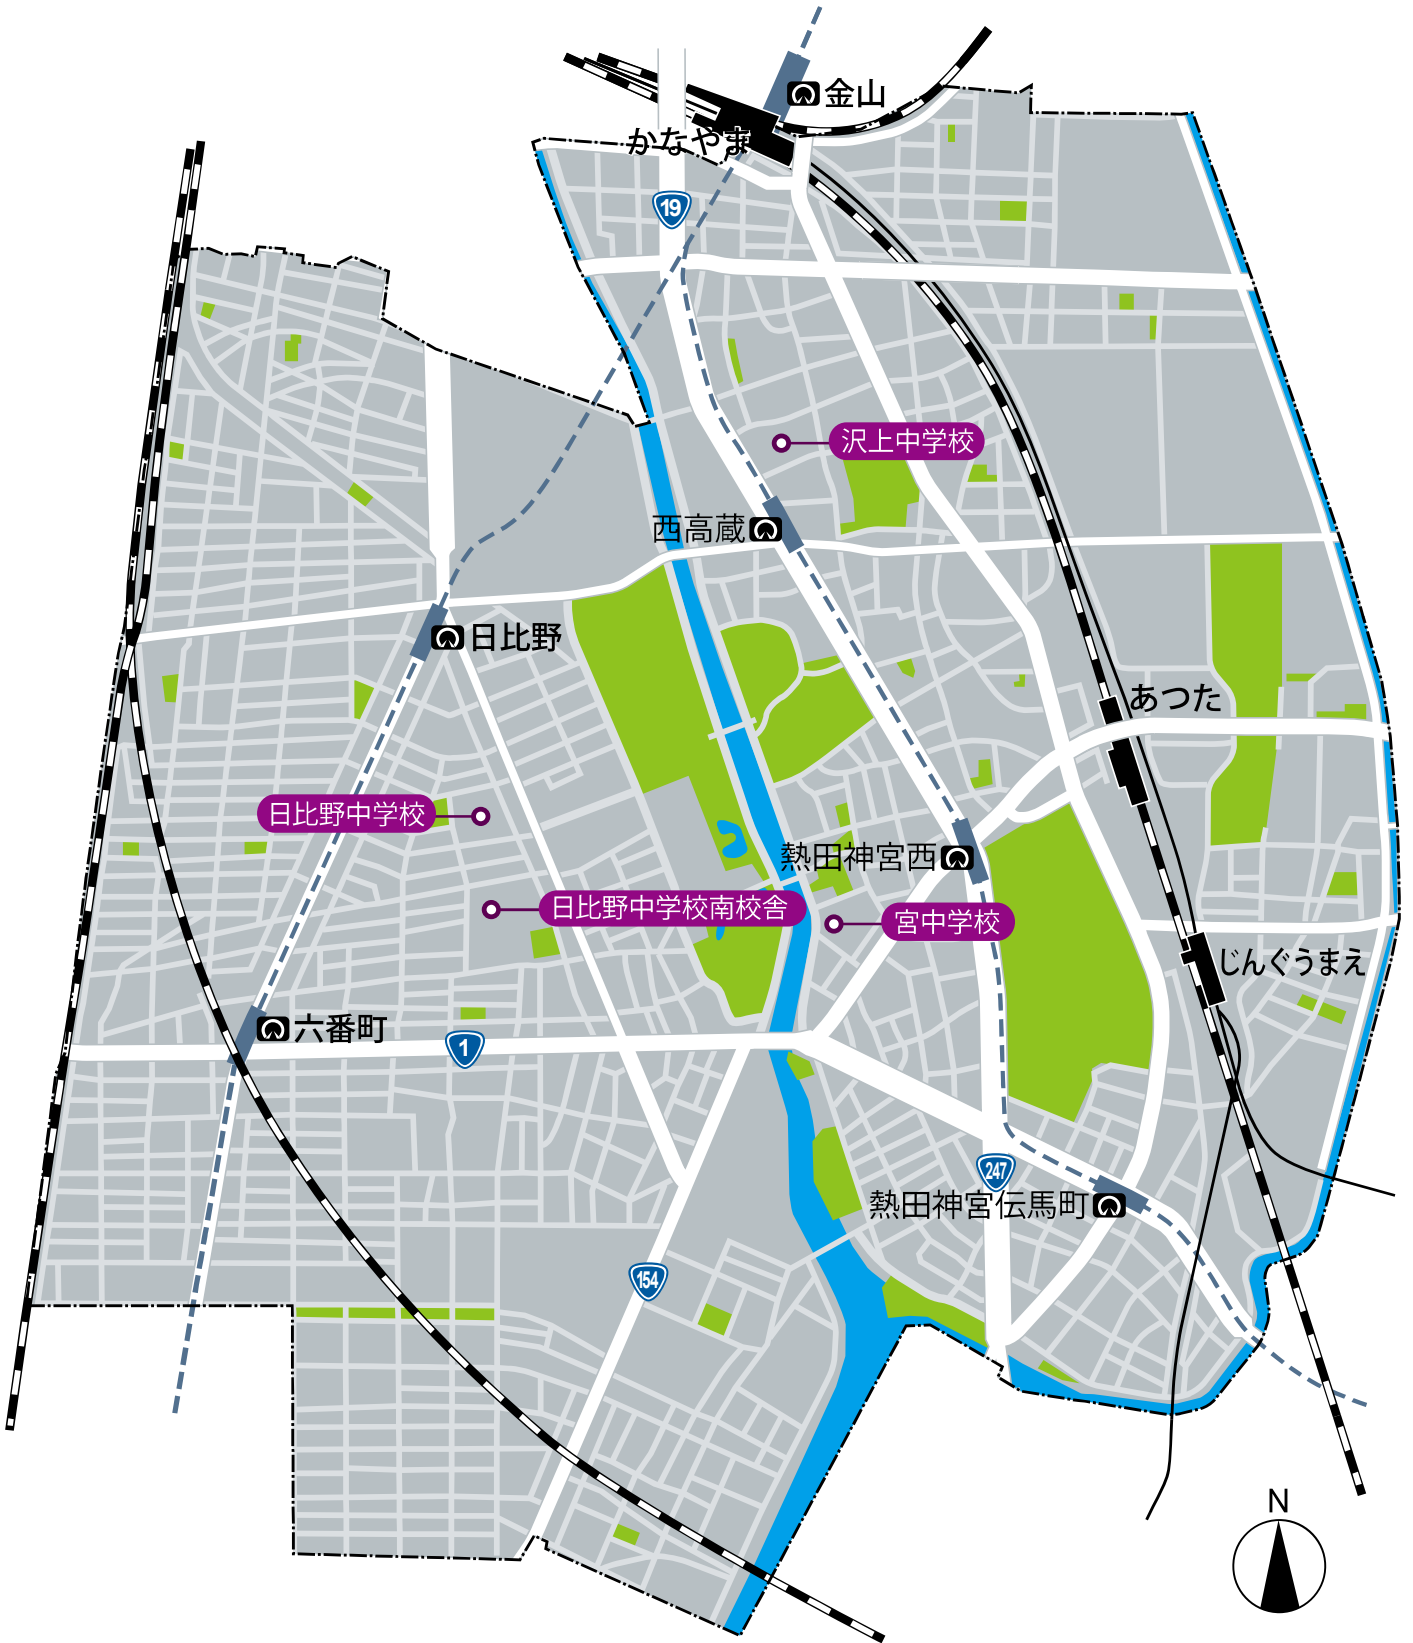 金山
かなやま
19
沢上中学校
西高蔵
日比野
あつた
日比野中学校
熱田神宮西
日比野中学校南校舎
宮中学校
じんぐうまえ
六番町
1
247
熱田神宮伝馬町
154
N